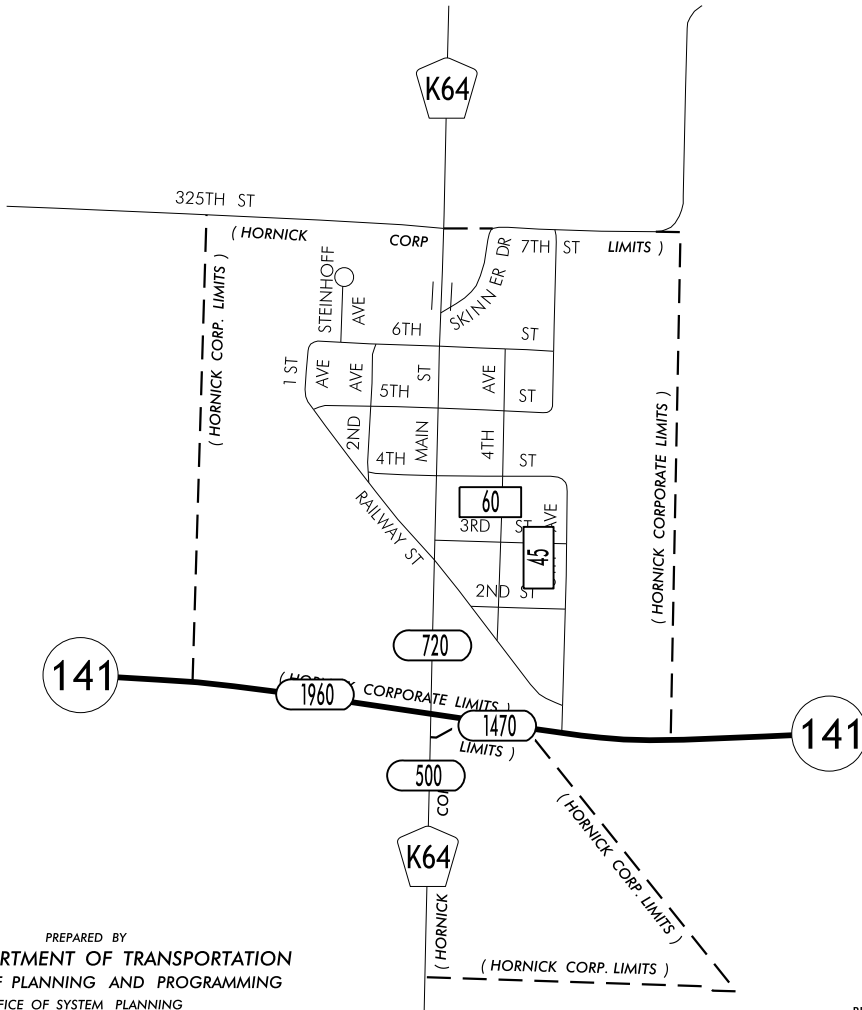 K64
325TH ST
( HORNICK CORP LIMITS )
7TH ST
SKINNER DR
STEINHOFF AVE
( HORNICK CORP. LIMITS )
6TH ST
1 ST AVE
2ND AVE
MAIN ST
4TH AVE
5TH ST
4TH ST
( HORNICK CORPORATE LIMITS )
RAILWAY ST
60
3RD ST
AVE
45
2ND ST
720
141
1960
CORPORATE LIMITS )
1470
141
LIMITS )
500
K64
( HORNICK
( HORNICK CORP. LIMITS )
( HORNICK CORP. LIMITS )
PREPARED BY
RTMENT OF TRANSPORTATION
PLANNING AND PROGRAMMING
FICE OF SYSTEM PLANNING